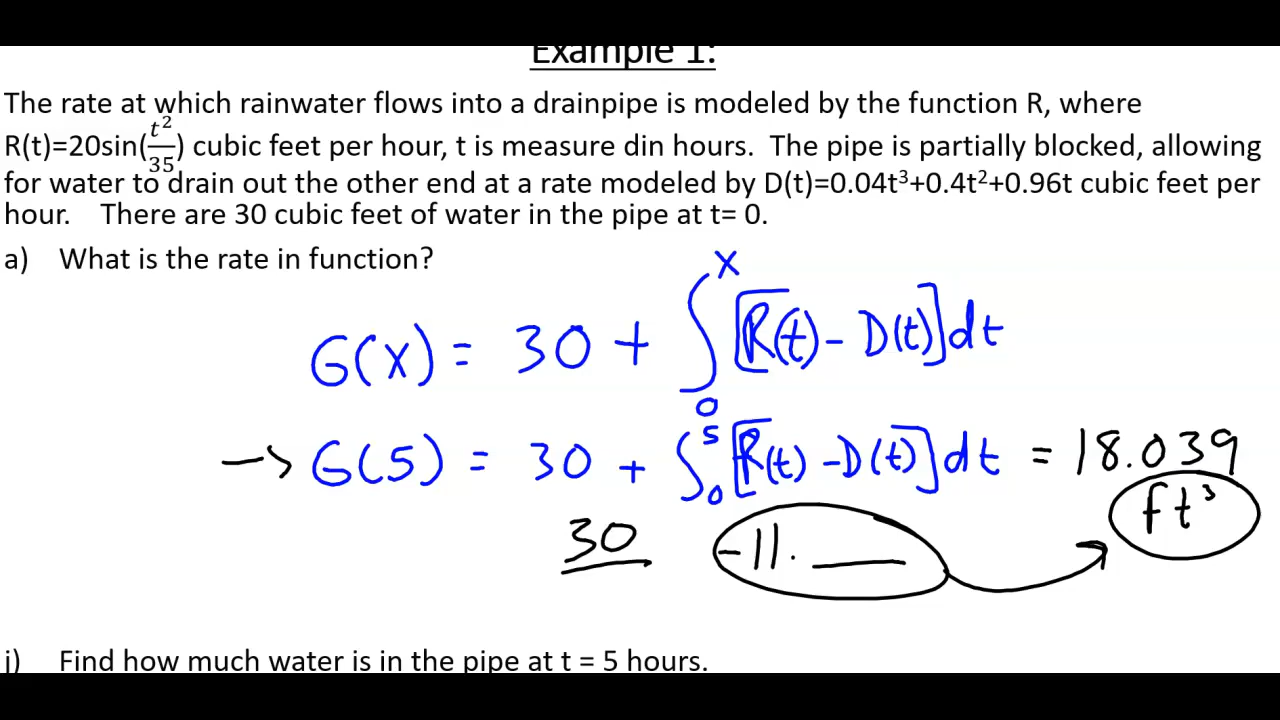 Example 1:
The rate at which rainwater flows into a drainpipe is modeled by the function R, where
R(t)=20sin(t²/35) cubic feet per hour, t is measure din hours. The pipe is partially blocked, allowing
for water to drain out the other end at a rate modeled by D(t)=0.04t³+0.4t²+0.96t cubic feet per
hour. There are 30 cubic feet of water in the pipe at t= 0.
a) What is the rate in function?
G(x) = 30 + ∫₀ˣ [R(t) - D(t)]dt
→ G(5) = 30 + ∫₀⁵ [R(t) - D(t)]dt = 18.039
ft³
30 -11. __
j) Find how much water is in the pipe at t = 5 hours.